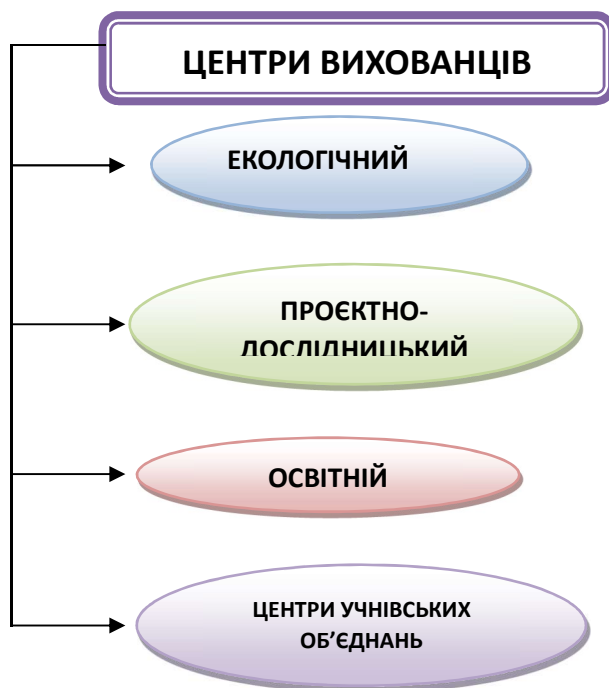 ЦЕНТРИ ВИХОВАНЦІВ
ЕКОЛОГІЧНИЙ
ПРОЄКТНО-
ДОСЛІДНИЦЬКИЙ
ОСВІТНІЙ
ЦЕНТРИ УЧНІВСЬКИХ
ОБ’ЄДНАНЬ